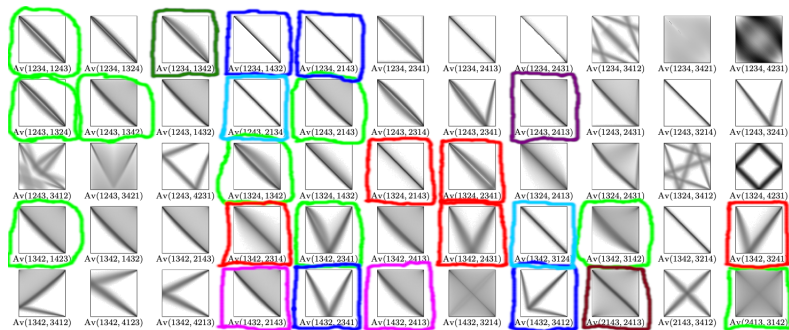 Av(1234, 1243) Av(1234, 1324) Av(1234, 1342) Av(1234, 1432) Av(1234, 2143) Av(1234, 2341) Av(1234, 2413) Av(1234, 2431) Av(1234, 3412) Av(1234, 3421) Av(1234, 4231)
Av(1243, 1324) Av(1243, 1342) Av(1243, 1432) Av(1243, 2134) Av(1243, 2143) Av(1243, 2314) Av(1243, 2341) Av(1243, 2413) Av(1243, 2431) Av(1243, 3214) Av(1243, 3241)
Av(1243, 3412) Av(1243, 3421) Av(1243, 4231) Av(1324, 1342) Av(1324, 1432) Av(1324, 2143) Av(1324, 2341) Av(1324, 2413) Av(1324, 2431) Av(1324, 3412) Av(1324, 4231)
Av(1342, 1423) Av(1342, 1432) Av(1342, 2143) Av(1342, 2314) Av(1342, 2341) Av(1342, 2413) Av(1342, 2431) Av(1342, 3124) Av(1342, 3142) Av(1342, 3214) Av(1342, 3241)
Av(1342, 3412) Av(1342, 4123) Av(1342, 4213) Av(1432, 2143) Av(1432, 2341) Av(1432, 2413) Av(1432, 3214) Av(1432, 3412) Av(2143, 2413) Av(2143, 3412) Av(2413, 3142)